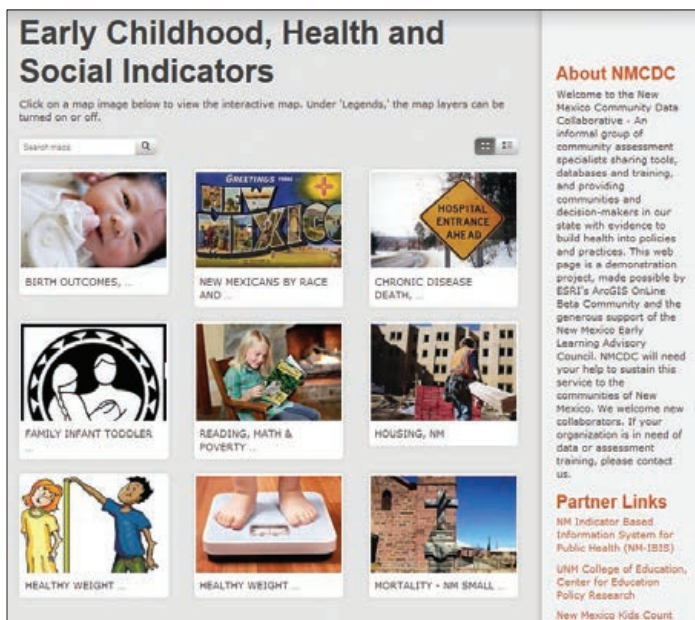 Early Childhood, Health and
Social Indicators
Click on a map image below to view the interactive map. Under 'Legends,' the map layers can be
turned on or off.
Search maps
GREETINGS FROM
NEW
MEXICO
HOSPITAL
ENTRANCE
AHEAD
BIRTH OUTCOMES, ...
NEW MEXICANS BY RACE
AND ...
CHRONIC DISEASE
DEATH, ...
FAMILY INFANT TODDLER
...
READING, MATH &
POVERTY ...
HOUSING, NM
HEALTHY WEIGHT ...
HEALTHY WEIGHT ...
MORTALITY - NM SMALL ...
About NMCDC
Welcome to the New
Mexico Community Data
Collaborative - An
informal group of
community assessment
specialists sharing tools,
databases and training,
and providing
communities and
decision-makers in our
state with evidence to
build health into policies
and practices. This web
page is a demonstration
project, made possible by
ESRI's ArcGIS OnLine
Beta Community and the
generous support of the
New Mexico Early
Learning Advisory
Council. NMCDC will need
your help to sustain this
service to the
communities of New
Mexico. We welcome new
collaborators. If your
organization is in need of
data or assessment
training, please contact
us.
Partner Links
NM Indicator Based
Information System for
Public Health (NM-IBIS)
UNM College of Education,
Center for Education
Policy Research
New Mexico Kids Count